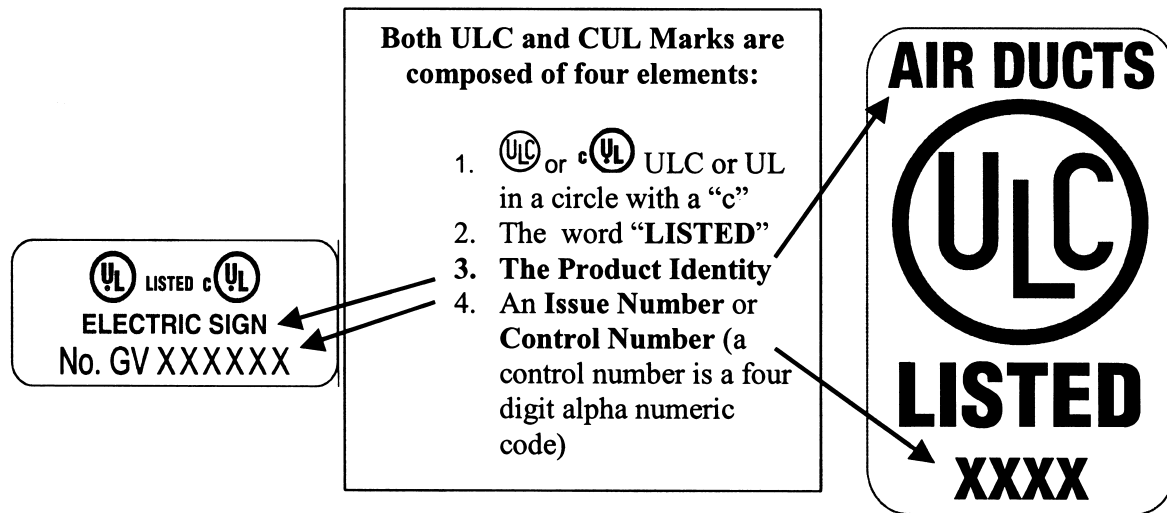 Both ULC and CUL Marks are
composed of four elements:
1. ULC or c UL ULC or UL
in a circle with a “c”
2. The word “LISTED”
3. The Product Identity
4. An Issue Number or
Control Number (a
control number is a four
digit alpha numeric
code)
UL LISTED c UL
ELECTRIC SIGN
No. GV XXXXXX
AIR DUCTS
ULC
LISTED
XXXX